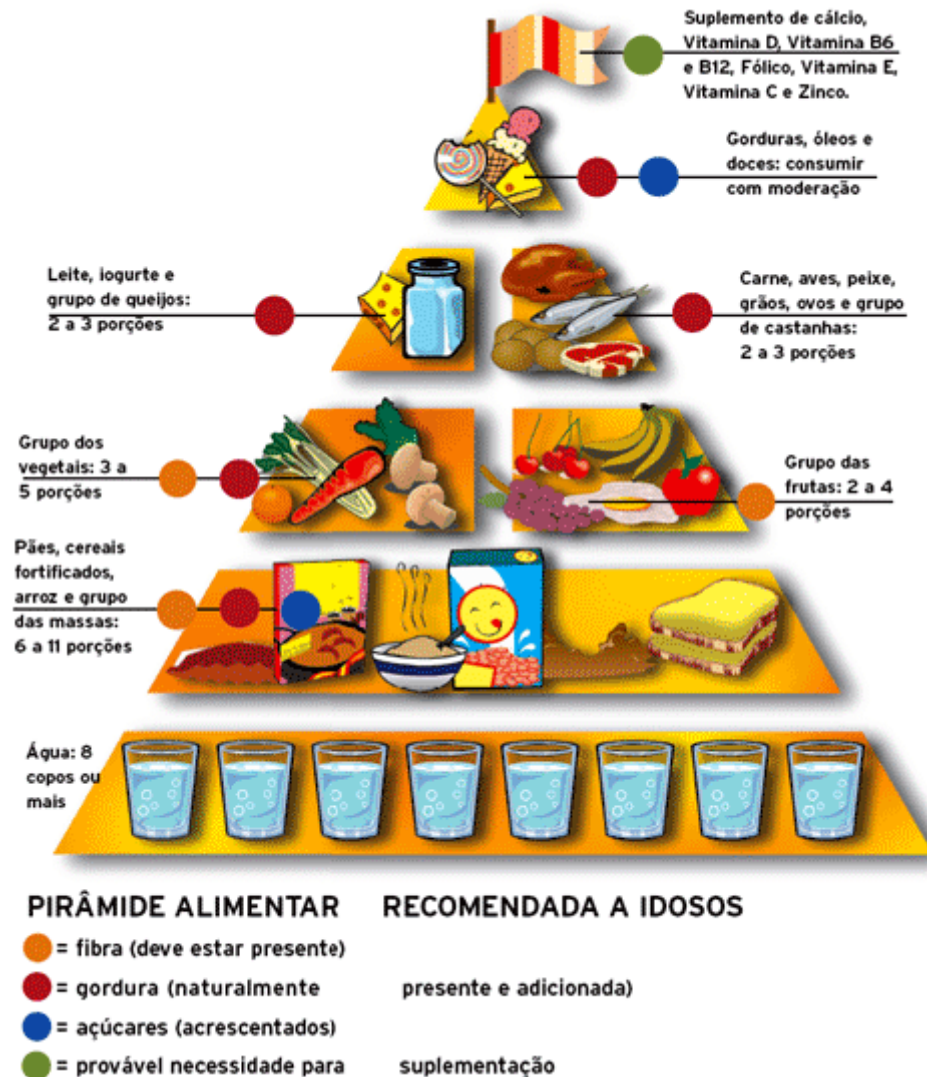 Suplemento de cálcio,
Vitamina D, Vitamina B6
e B12, Fólico, Vitamina E,
Vitamina C e Zinco.
Gorduras, óleos e
doces: consumir
com moderação
Leite, iogurte e
grupo de queijos:
2 a 3 porções
Carne, aves, peixe,
grãos, ovos e grupo
de castanhas:
2 a 3 porções
Grupo dos
vegetais: 3 a
5 porções
Grupo das
frutas: 2 a 4
porções
Pães, cereais
fortificados,
arroz e grupo
das massas:
6 a 11 porções
Água: 8
copos ou
mais
PIRÂMIDE ALIMENTAR RECOMENDADA A IDOSOS
= fibra (deve estar presente)
= gordura (naturalmente presente e adicionada)
= açúcares (acrescentados)
= provável necessidade para suplementação